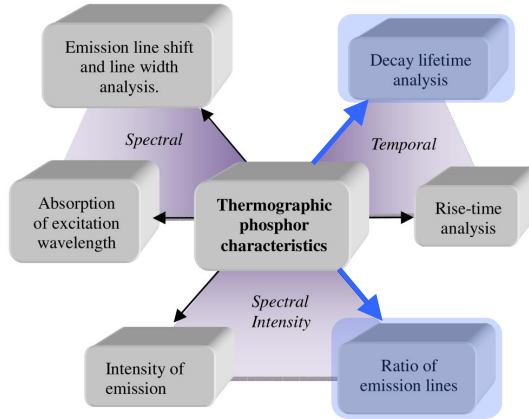 Emission line shift
and line width
analysis.
Decay lifetime
analysis
Spectral
Temporal
Absorption
of excitation
wavelength
Thermographic
phosphor
characteristics
Rise-time
analysis
Spectral
Intensity
Intensity of
emission
Ratio of
emission lines